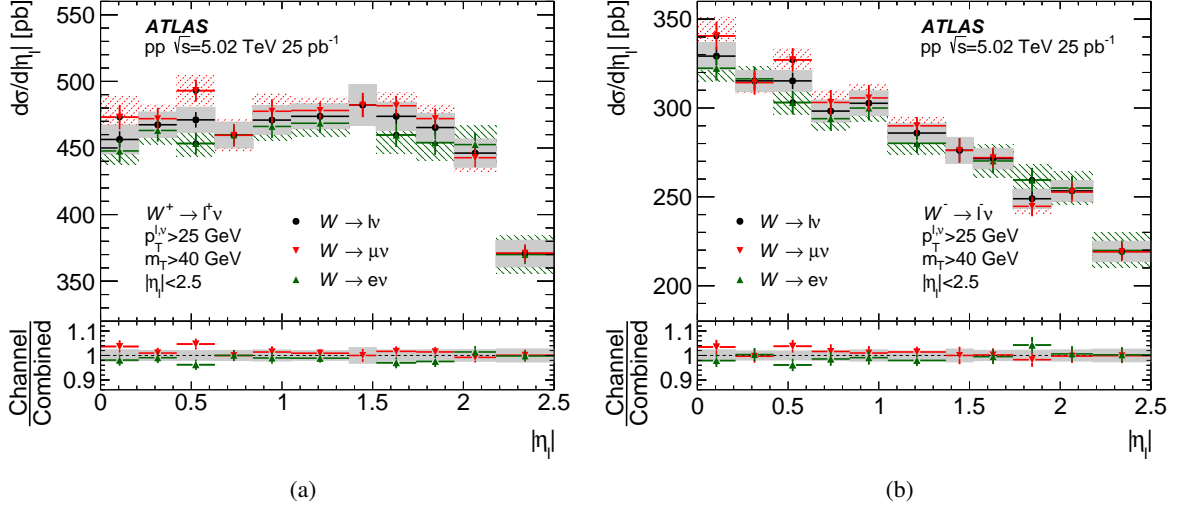 dσ/d|η_l| [pb]
550
500
450
400
350
ATLAS
pp √s=5.02 TeV 25 pb⁻¹
W⁺ → l⁺ν
p_T^{l,ν}>25 GeV
m_T>40 GeV
|η_l|<2.5
W → lν
W → μν
W → eν
Channel
Combined
1.1
1
0.9
0 0.5 1 1.5 2 2.5
|η_l|
(a)
dσ/d|η_l| [pb]
350
300
250
200
ATLAS
pp √s=5.02 TeV 25 pb⁻¹
W → lν
W → μν
W → eν
W⁻ → l⁻ν
p_T^{l,ν}>25 GeV
m_T>40 GeV
|η_l|<2.5
Channel
Combined
1.1
1
0.9
0 0.5 1 1.5 2 2.5
|η_l|
(b)